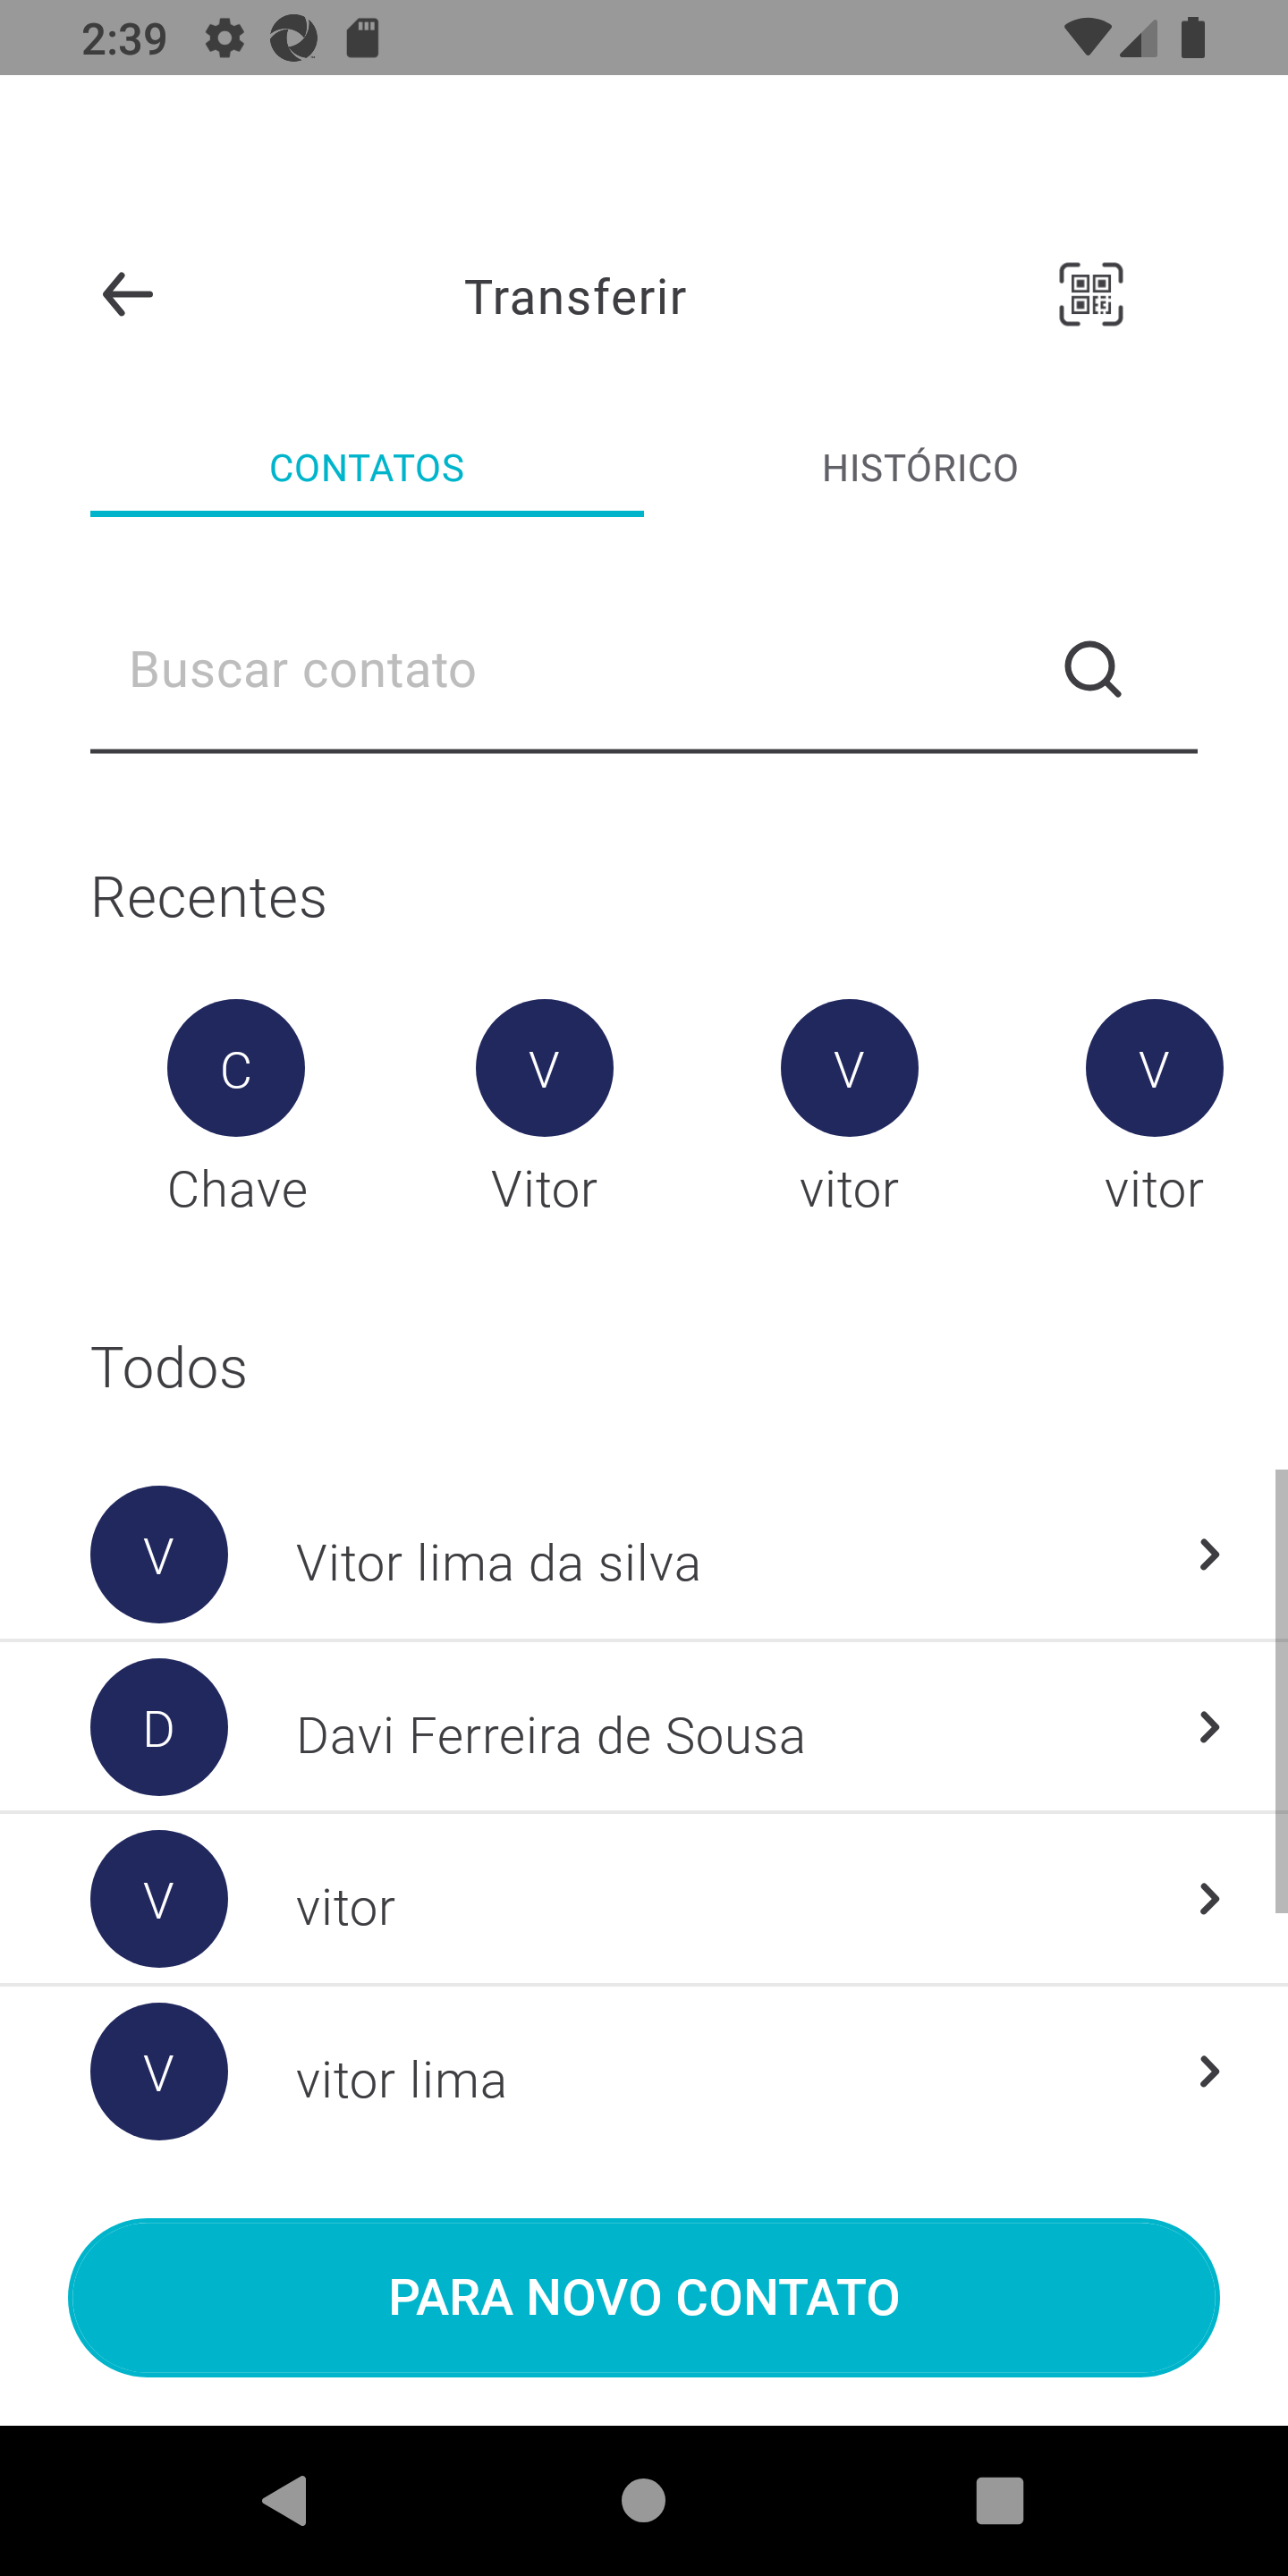 2:39
Transferir
CONTATOS
HISTÓRICO
Buscar contato
Recentes
C
V
V
V
Chave
Vitor
vitor
vitor
Todos
V
Vitor lima da silva
D
Davi Ferreira de Sousa
V
vitor
V
vitor lima
PARA NOVO CONTATO